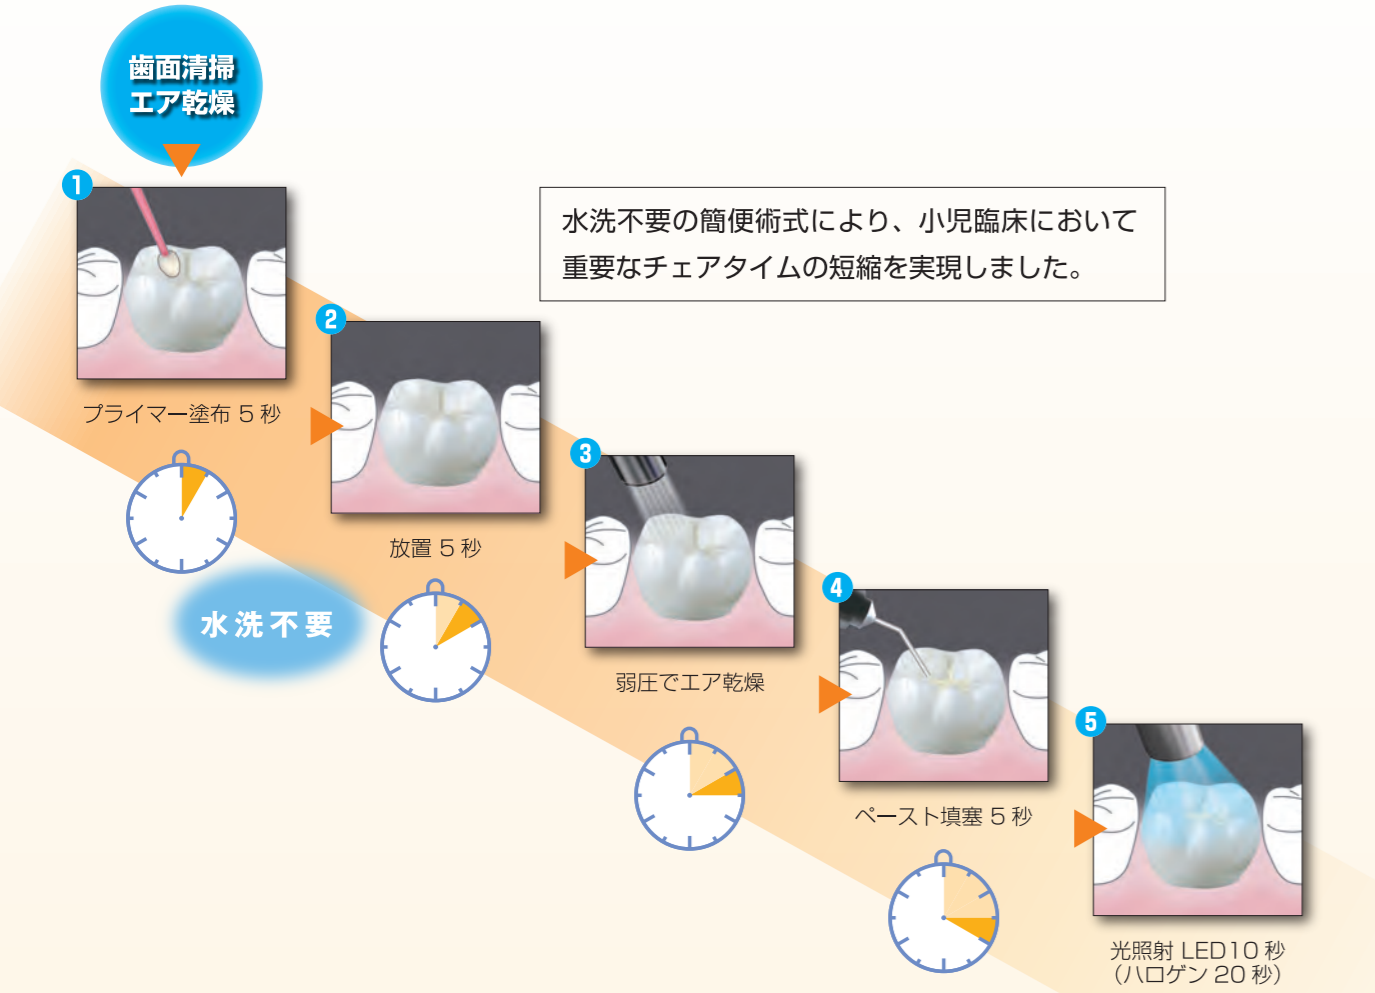 歯面清掃
エア乾燥
1
プライマー塗布 5 秒
水洗不要の簡便術式により、小児臨床において
重要なチェアタイムの短縮を実現しました。
2
放置 5 秒
水洗不要
3
弱圧でエア乾燥
4
ペースト填塞 5 秒
5
光照射 LED10 秒
（ハロゲン 20 秒）